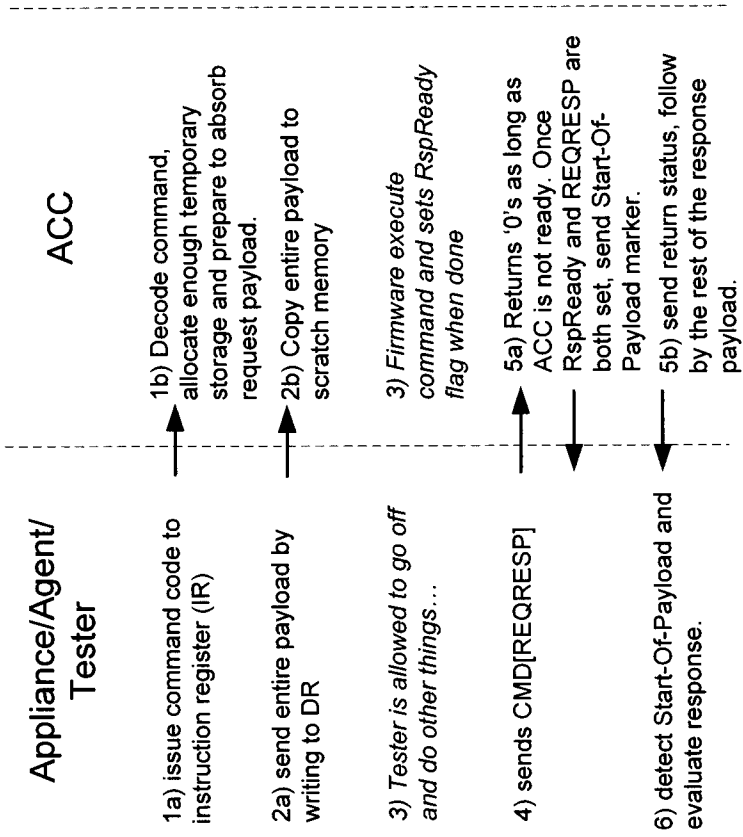 Appliance/Agent/
Tester
ACC
1a) issue command code to
instruction register (IR)
1b) Decode command,
allocate enough temporary
storage and prepare to absorb
request payload.
2a) send entire payload by
writing to DR
2b) Copy entire payload to
scratch memory
3) Tester is allowed to go off
and do other things...
3) Firmware execute
command and sets RspReady
flag when done
4) sends CMD[REQRESP]
5a) Returns '0's as long as
ACC is not ready. Once
RspReady and REQRESP are
both set, send Start-Of-
Payload marker.
5b) send return status, follow
by the rest of the response
payload.
6) detect Start-Of-Payload and
evaluate response.